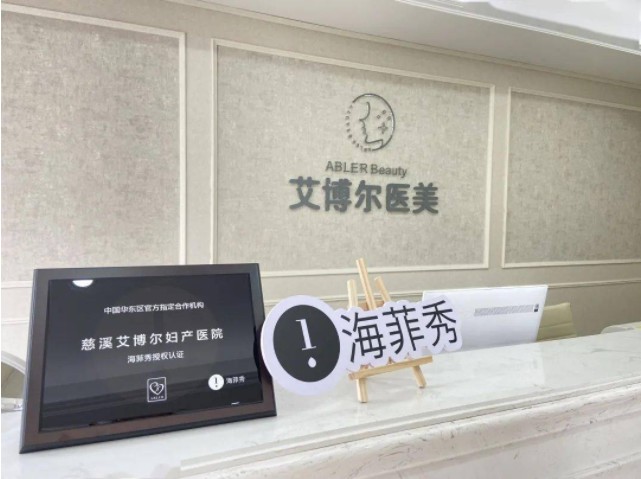 ABLER Beauty
艾博尔医美
中国华东区官方指定合作机构
慈溪艾博尔妇产医院
海菲秀授权认证
海菲秀
海菲秀